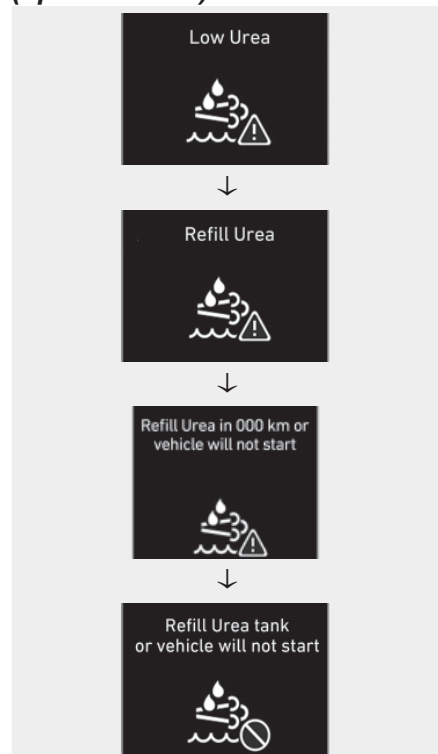 Low Urea
↓
Refill Urea
↓
Refill Urea in 000 km or
vehicle will not start
↓
Refill Urea tank
or vehicle will not start